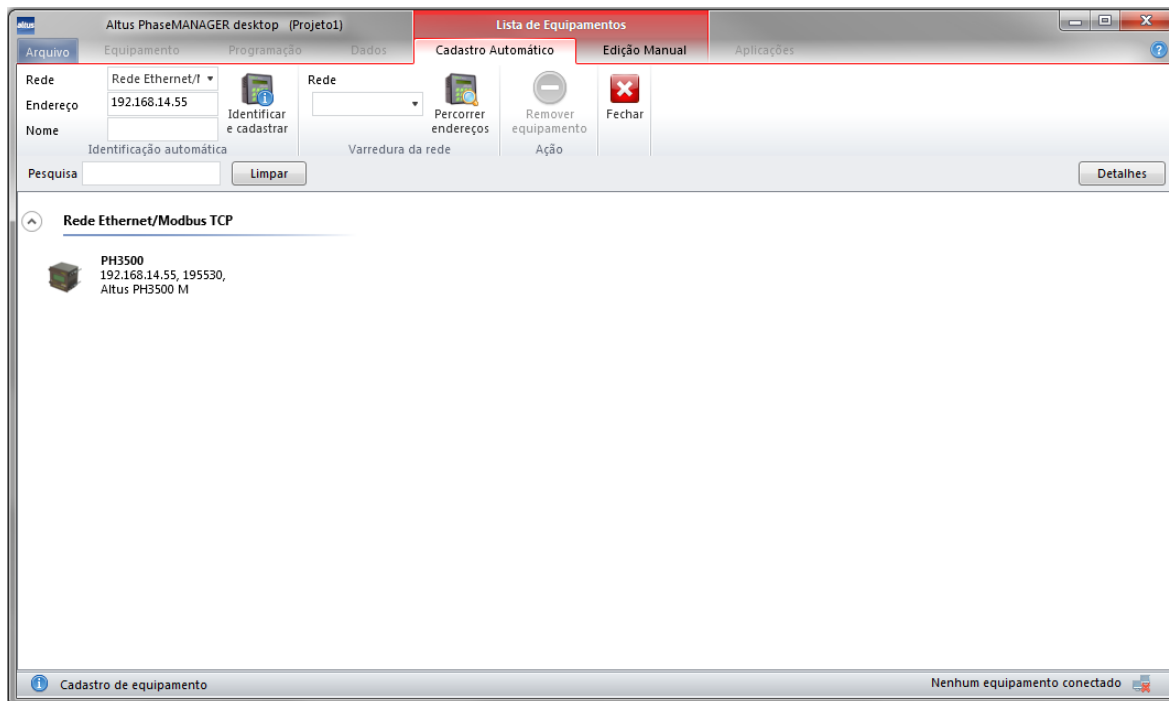 altus Altus PhaseMANAGER desktop (Projeto1) Lista de Equipamentos
Arquivo Equipamento Programação Dados Cadastro Automático Edição Manual Aplicações ?
Rede Rede Ethernet/
Endereço 192.168.14.55
Nome
Identificar
e cadastrar
Identificação automática
Rede
Percorrer
endereços
Varredura da rede
Remover
equipamento
Ação
Fechar
Pesquisa Limpar Detalhes
Rede Ethernet/Modbus TCP
PH3500
192.168.14.55, 195530,
Altus PH3500 M
Cadastro de equipamento Nenhum equipamento conectado